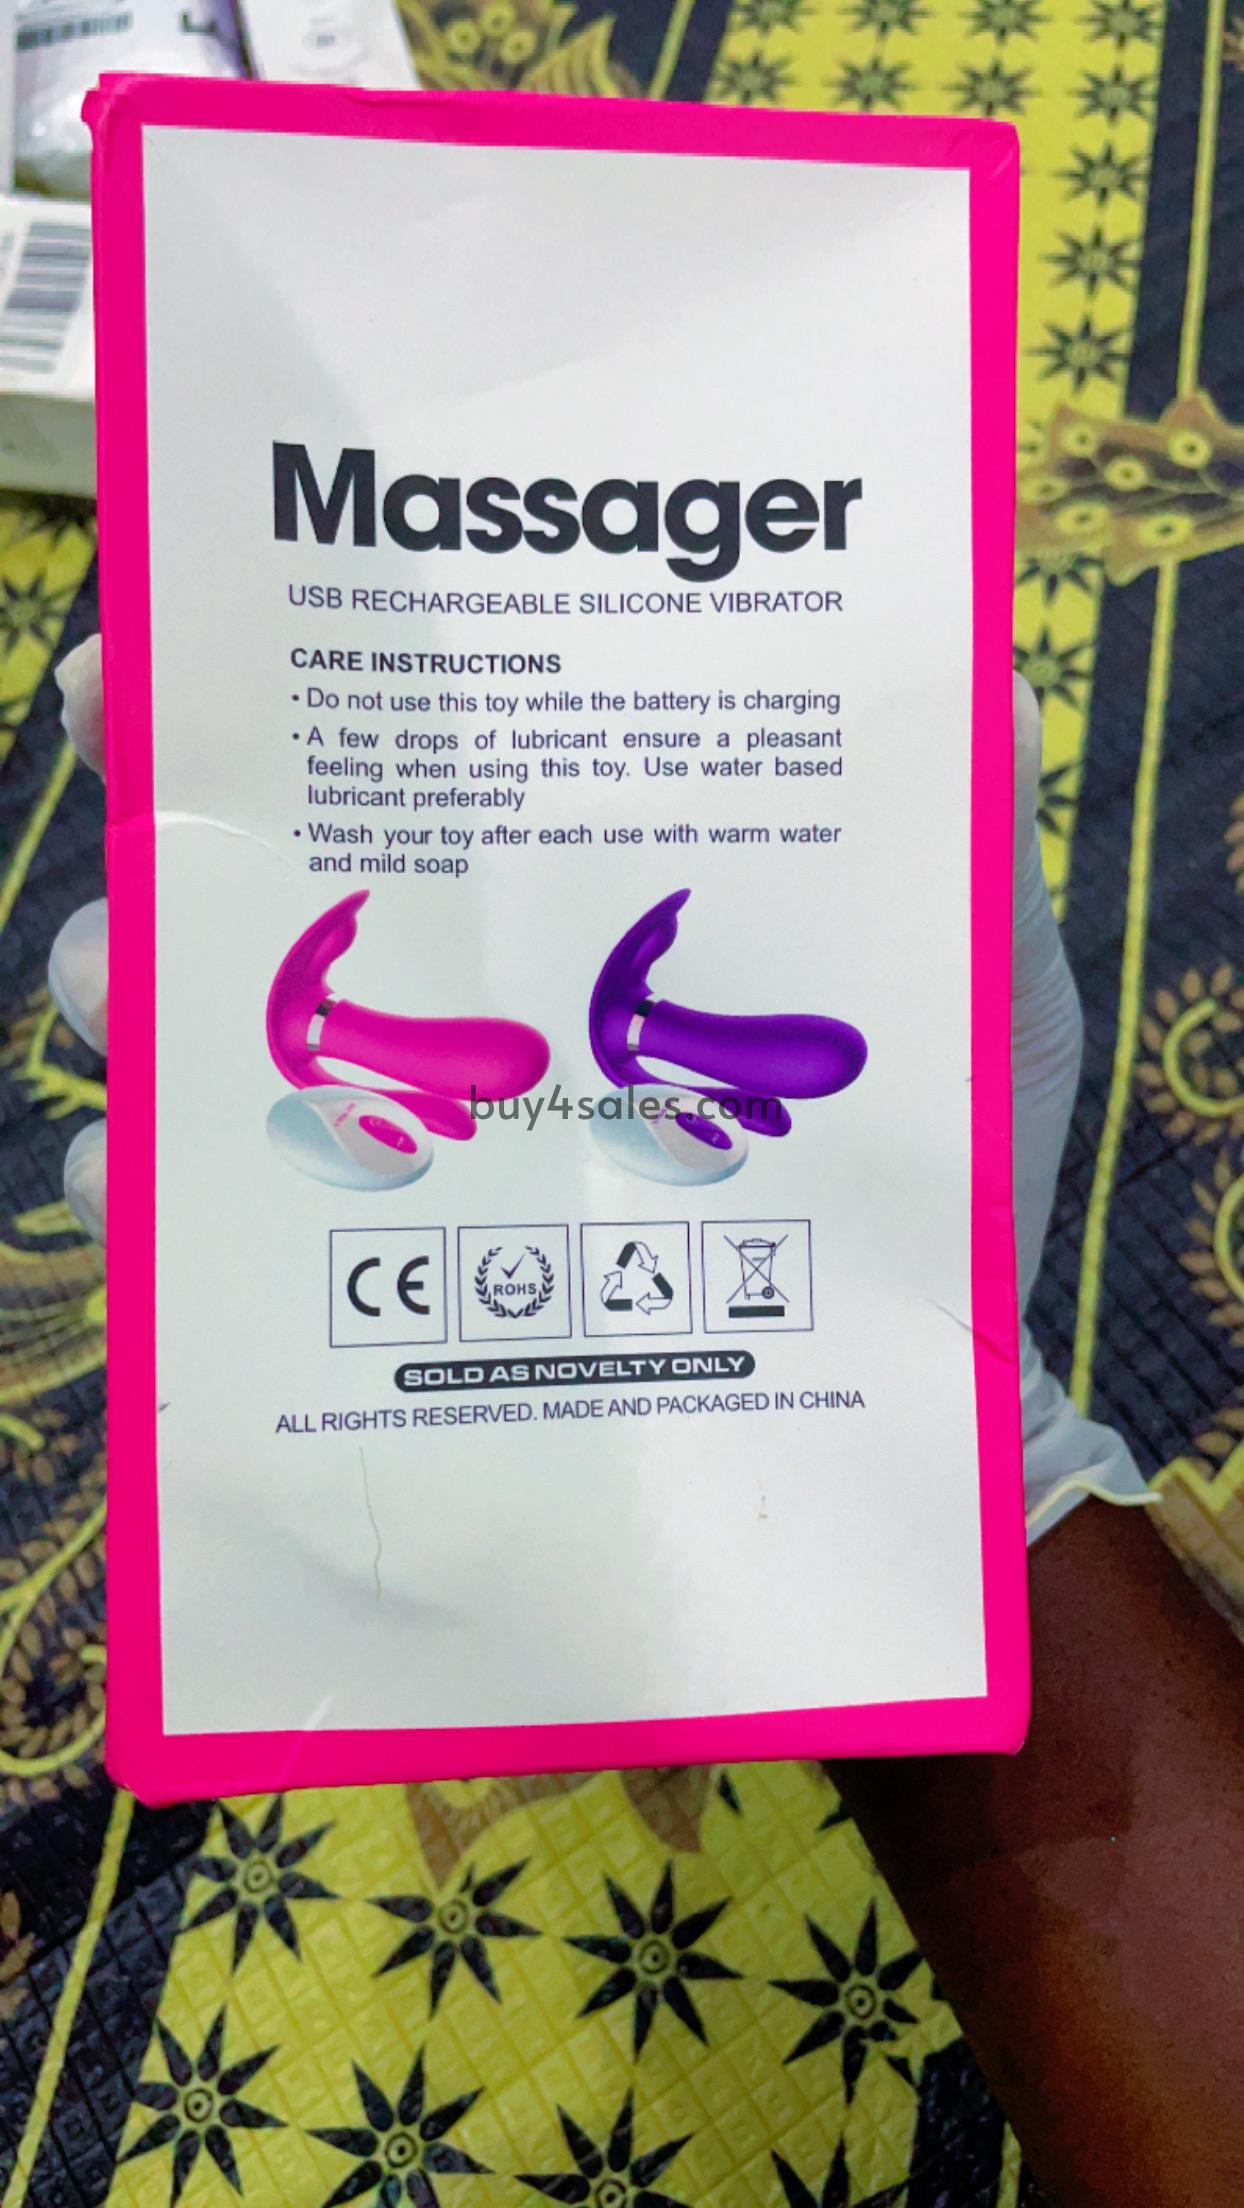 Massager
USB RECHARGEABLE SILICONE VIBRATOR
CARE INSTRUCTIONS
• Do not use this toy while the battery is charging
• A few drops of lubricant ensure a pleasant
feeling when using this toy. Use water based
lubricant preferably
• Wash your toy after each use with warm water
and mild soap
buy4sales.com
CE
ROHS
SOLD AS NOVELTY ONLY
ALL RIGHTS RESERVED. MADE AND PACKAGED IN CHINA